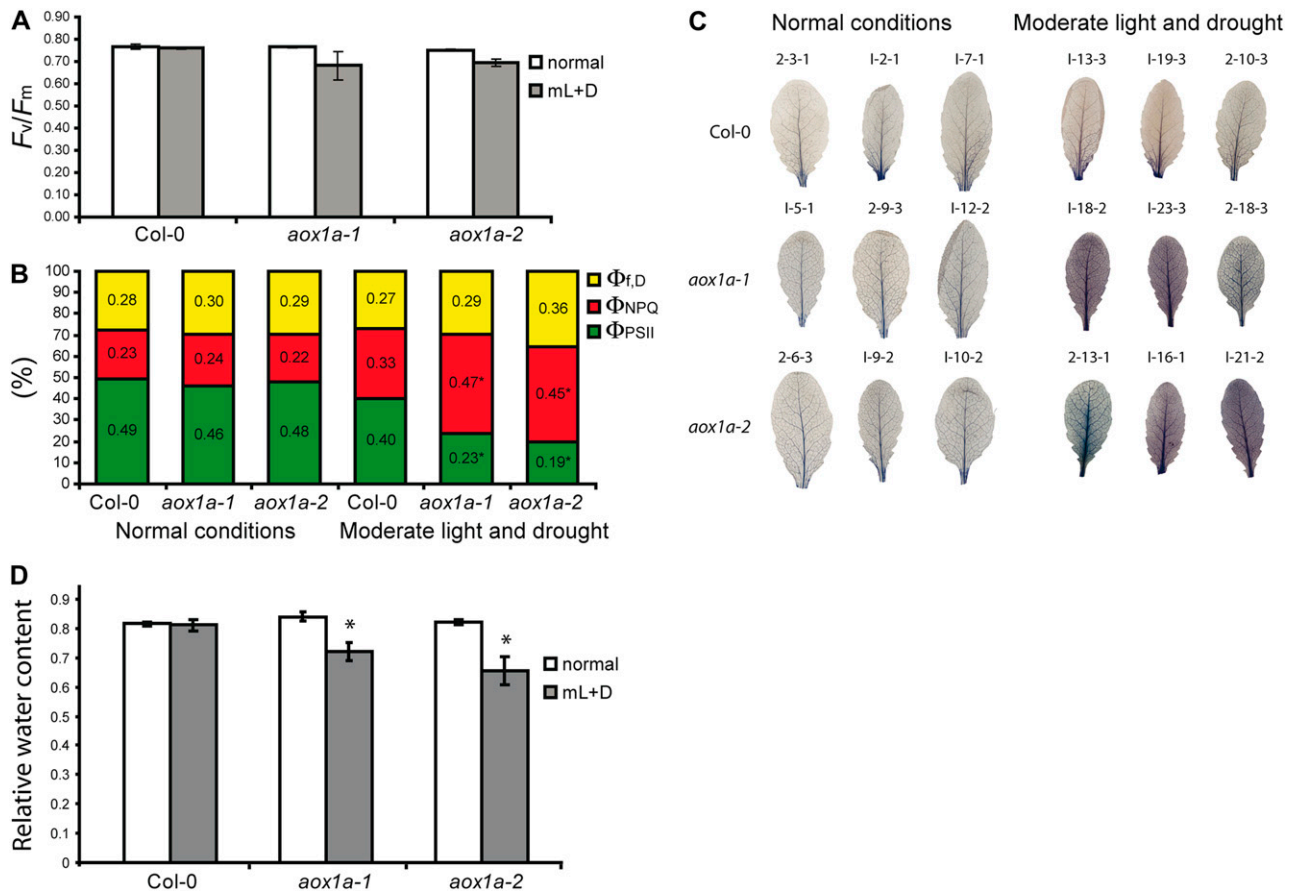 A
0.90
0.80
0.70
0.60
0.50
0.40
0.30
0.20
0.10
0.00
Fv/Fm
normal
mL+D
Col-0 aox1a-1 aox1a-2
B
100
90
80
70
60
50
40
30
20
10
0
(%)
0.28 0.30 0.29 0.27 0.29 0.36
0.23 0.24 0.22 0.33 0.47* 0.45*
0.49 0.46 0.48 0.40 0.23* 0.19*
Φf,D
ΦNPQ
ΦPSII
Col-0 aox1a-1 aox1a-2 Col-0 aox1a-1 aox1a-2
Normal conditions Moderate light and drought
C
Normal conditions Moderate light and drought
2-3-1 I-2-1 I-7-1 I-13-3 I-19-3 2-10-3
Col-0
I-5-1 2-9-3 I-12-2 I-18-2 I-23-3 2-18-3
aox1a-1
2-6-3 I-9-2 I-10-2 2-13-1 I-16-1 I-21-2
aox1a-2
D
0.9
0.8
0.7
0.6
0.5
0.4
0.3
0.2
0.1
0
Relative water content
* *
normal
mL+D
Col-0 aox1a-1 aox1a-2